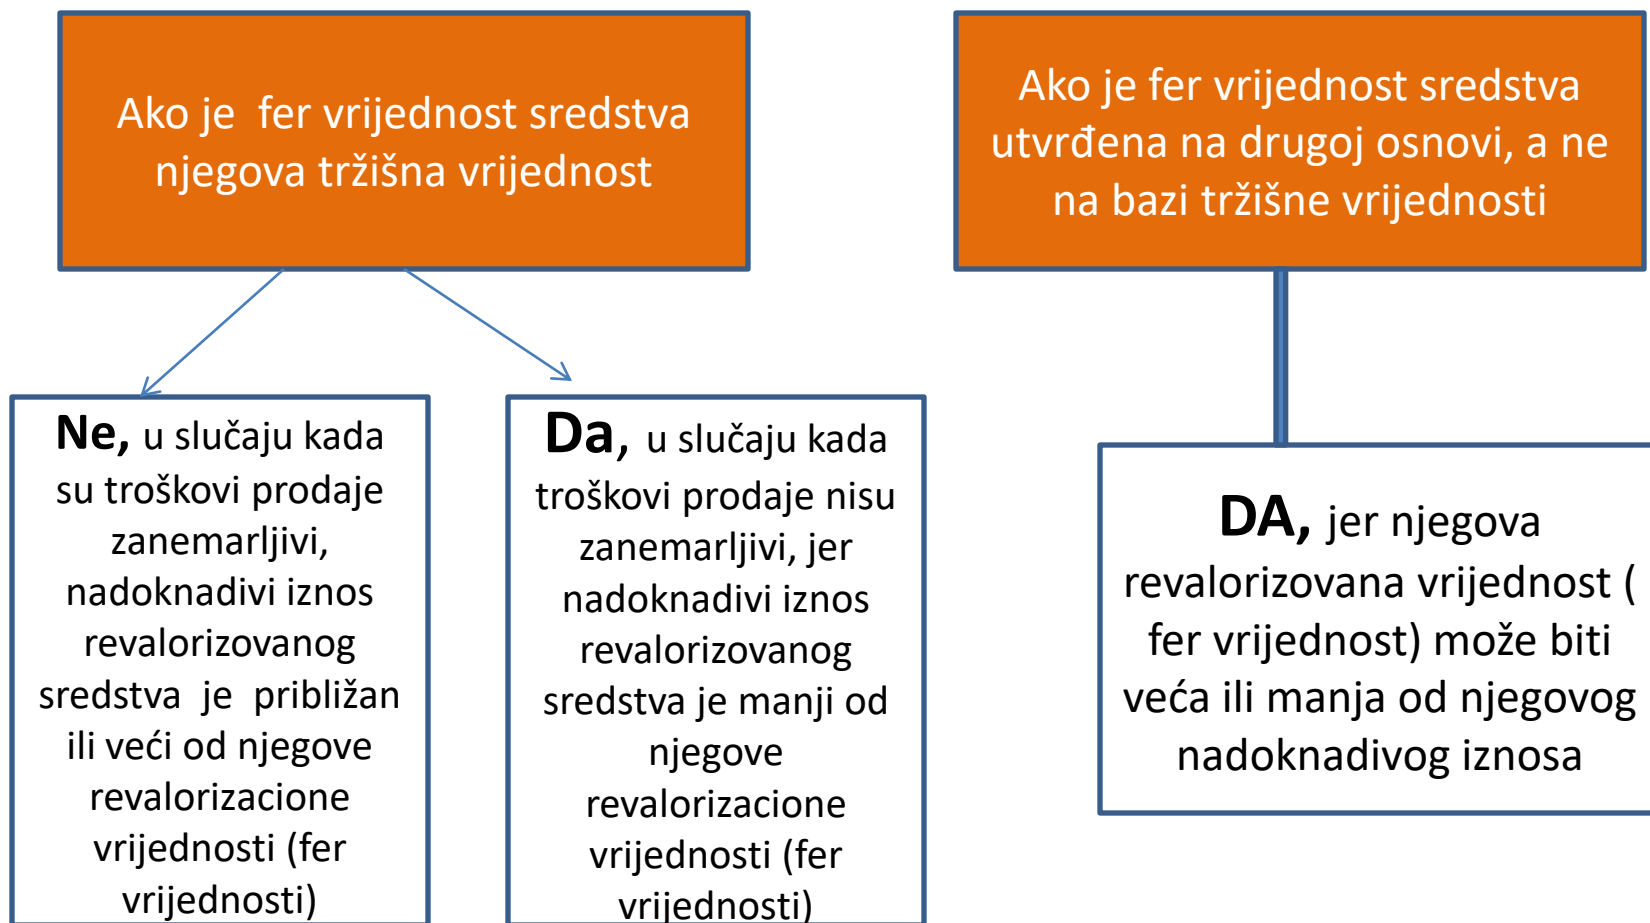 Ako je  fer vrijednost sredstva
njegova tržišna vrijednost
Ako je fer vrijednost sredstva
utvrđena na drugoj osnovi, a ne
na bazi tržišne vrijednosti
Ne, u slučaju kada
su troškovi prodaje
zanemarljivi,
nadoknadivi iznos
revalorizovanog
sredstva  je  približan
ili veći od njegove
revalorizacione
vrijednosti (fer
vrijednosti)
Da, u slučaju kada
troškovi prodaje nisu
zanemarljivi, jer
nadoknadivi iznos
revalorizovanog
sredstva je manji od
njegove
revalorizacione
vrijednosti (fer
vrijednosti)
DA, jer njegova
revalorizovana vrijednost (
fer vrijednost) može biti
veća ili manja od njegovog
nadoknadivog iznosa